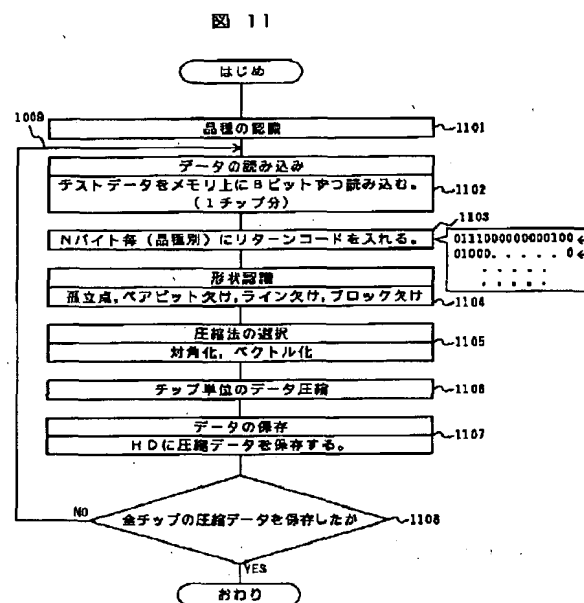 図 11
はじめ
1009
品種の認識
1101
データの読み込み
テストデータをメモリ上に8ビットずつ読み込む。
(1チップ分)
1102
1103
Nバイト毎(品種別)にリターンコードを入れる。
0111000000000100←
01000. . . . . 0←
. . . . .
. . . . .
形状認識
孤立点,ペアビット欠け,ライン欠け,ブロック欠け
1104
圧縮法の選択
対角化,ベクトル化
1105
チップ単位のデータ圧縮
1106
データの保存
HDに圧縮データを保存する。
1107
全チップの圧縮データを保存したか
1108
NO
YES
おわり